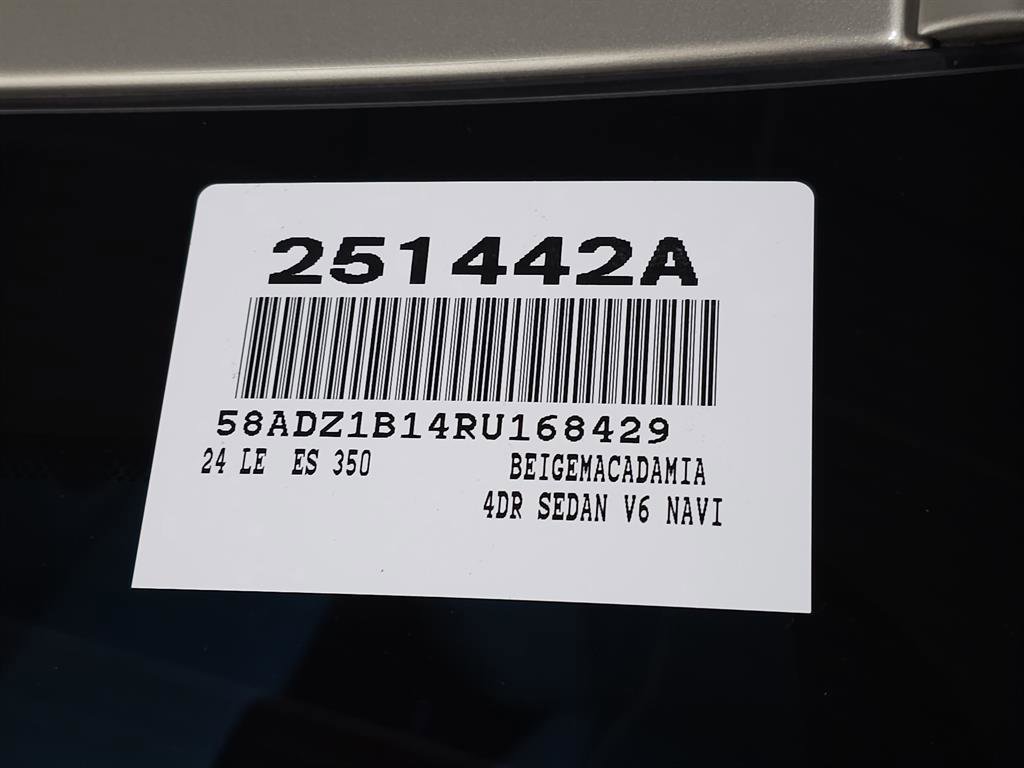 251442A
58ADZ1B14RU168429
24 LE ES 350 BEIGEMACADAMIA
4DR SEDAN V6 NAVI